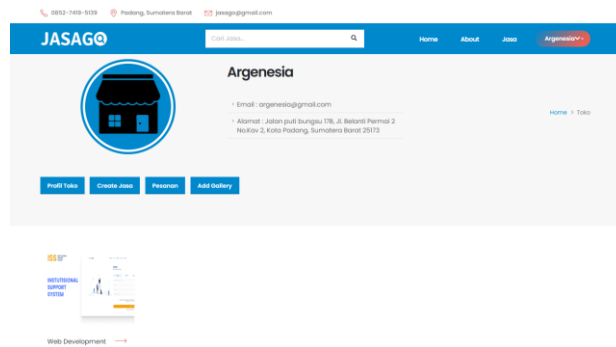 0852-7419-5139 Padang, Sumatera Barat jasago@gmail.com
JASAGO Cari Jasa... Home About Jasa Argenesia
Argenesia
Email : argenesia@gmail.com
Home > Toko
Alamat : Jalan puti bungsu 17B, Jl. Belanti Permai 2
No.Kav 2, Kota Padang, Sumatera Barat 25173
Profil Toko Create Jasa Pesanan Add Gallery
ISS
INSTUTISIONAL
SUPPORT
SYSTEM
Web Development